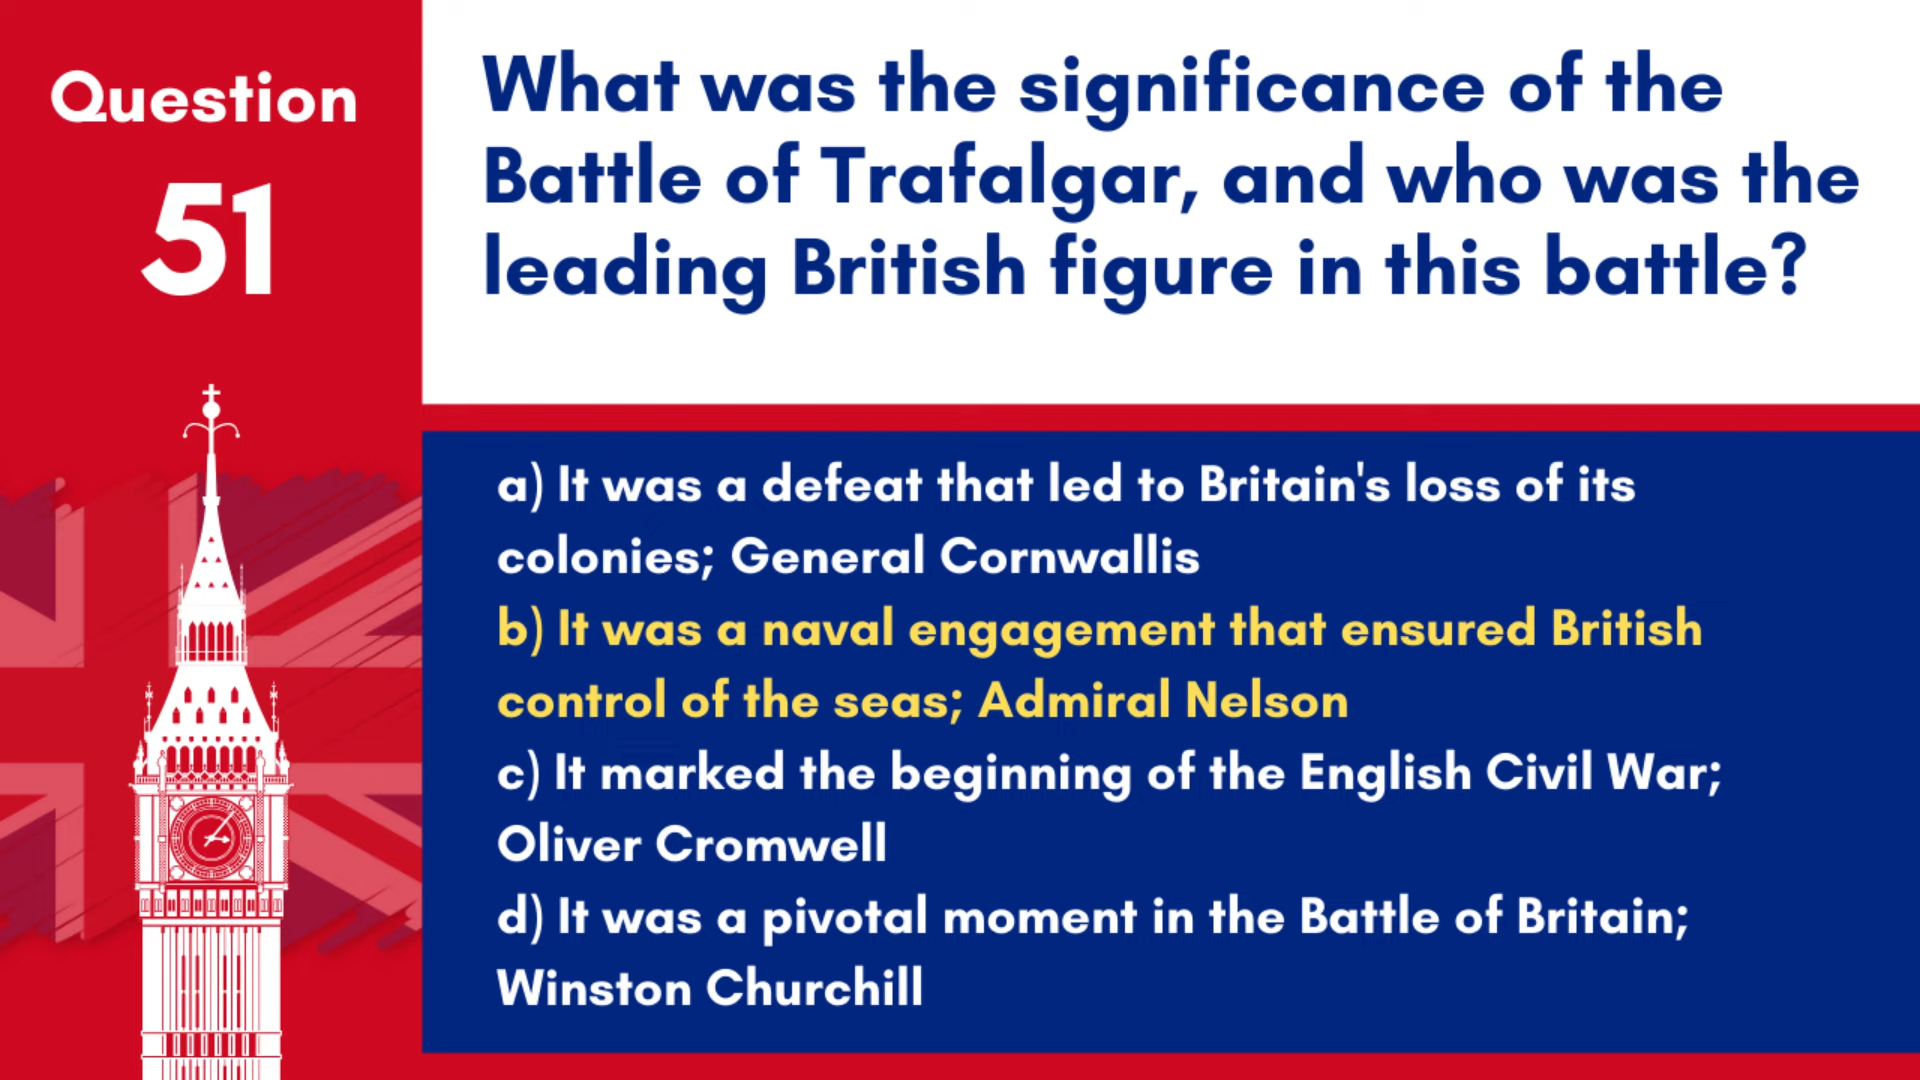 Question
51
What was the significance of the
Battle of Trafalgar, and who was the
leading British figure in this battle?
a) It was a defeat that led to Britain's loss of its
colonies; General Cornwallis
b) It was a naval engagement that ensured British
control of the seas; Admiral Nelson
c) It marked the beginning of the English Civil War;
Oliver Cromwell
d) It was a pivotal moment in the Battle of Britain;
Winston Churchill